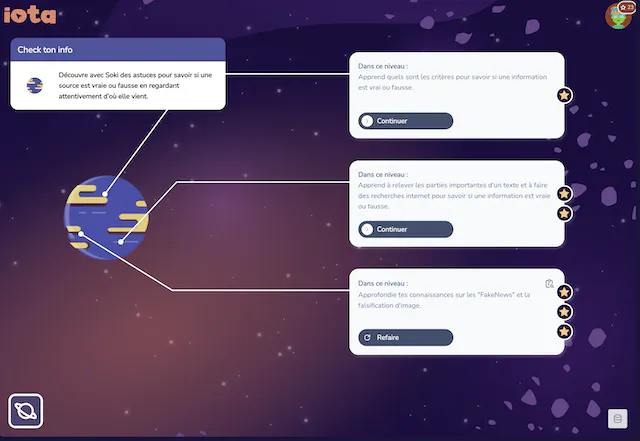 iota
23
Check ton info
Découvre avec Soki des astuces pour savoir si une
source est vraie ou fausse en regardant
attentivement d'où elle vient.
Dans ce niveau :
Apprend quels sont les critères pour savoir si une information
est vrai ou fausse.
Continuer
Dans ce niveau :
Apprend à relever les parties importantes d'un texte et à faire
des recherches internet pour savoir si une information est vraie
ou fausse.
Continuer
Dans ce niveau :
Approfondie tes connaissances sur les "FakeNews" et la
falsification d'image.
Refaire